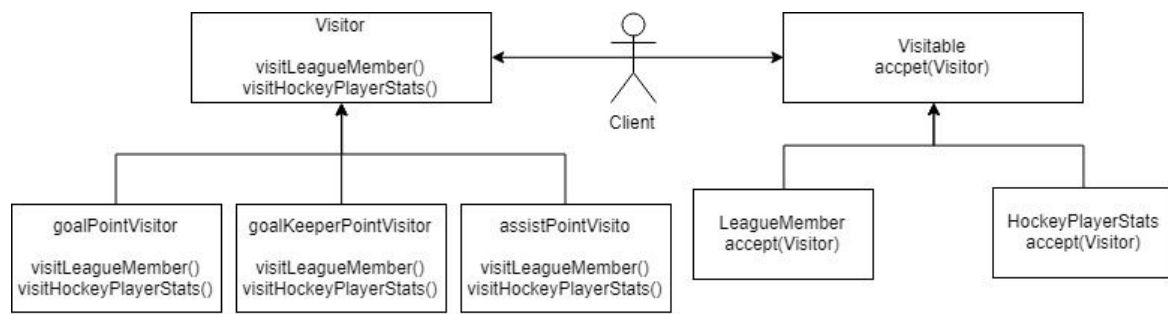 Visitor
visitLeagueMember()
visitHockeyPlayerStats()
Client
Visitable
accpet(Visitor)
goalPointVisitor
visitLeagueMember()
visitHockeyPlayerStats()
goalKeeperPointVisitor
visitLeagueMember()
visitHockeyPlayerStats()
assistPointVisito
visitLeagueMember()
visitHockeyPlayerStats()
LeagueMember
accept(Visitor)
HockeyPlayerStats
accept(Visitor)